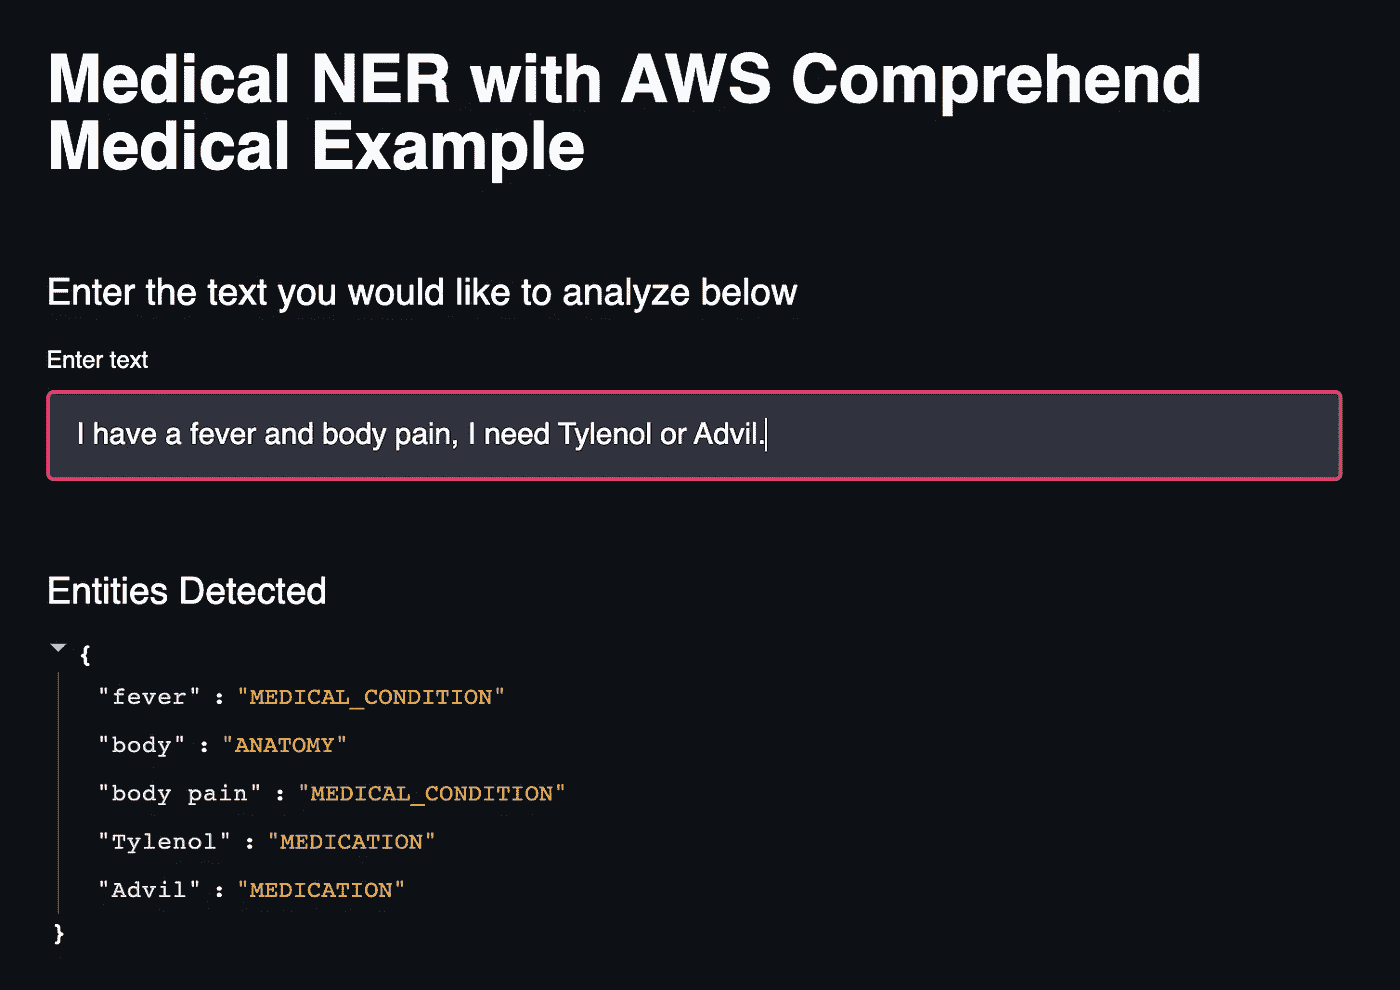 Medical NER with AWS Comprehend
Medical Example
Enter the text you would like to analyze below
Enter text
I have a fever and body pain, I need Tylenol or Advil.
Entities Detected
{
"fever" : "MEDICAL_CONDITION"
"body" : "ANATOMY"
"body pain" : "MEDICAL_CONDITION"
"Tylenol" : "MEDICATION"
"Advil" : "MEDICATION"
}